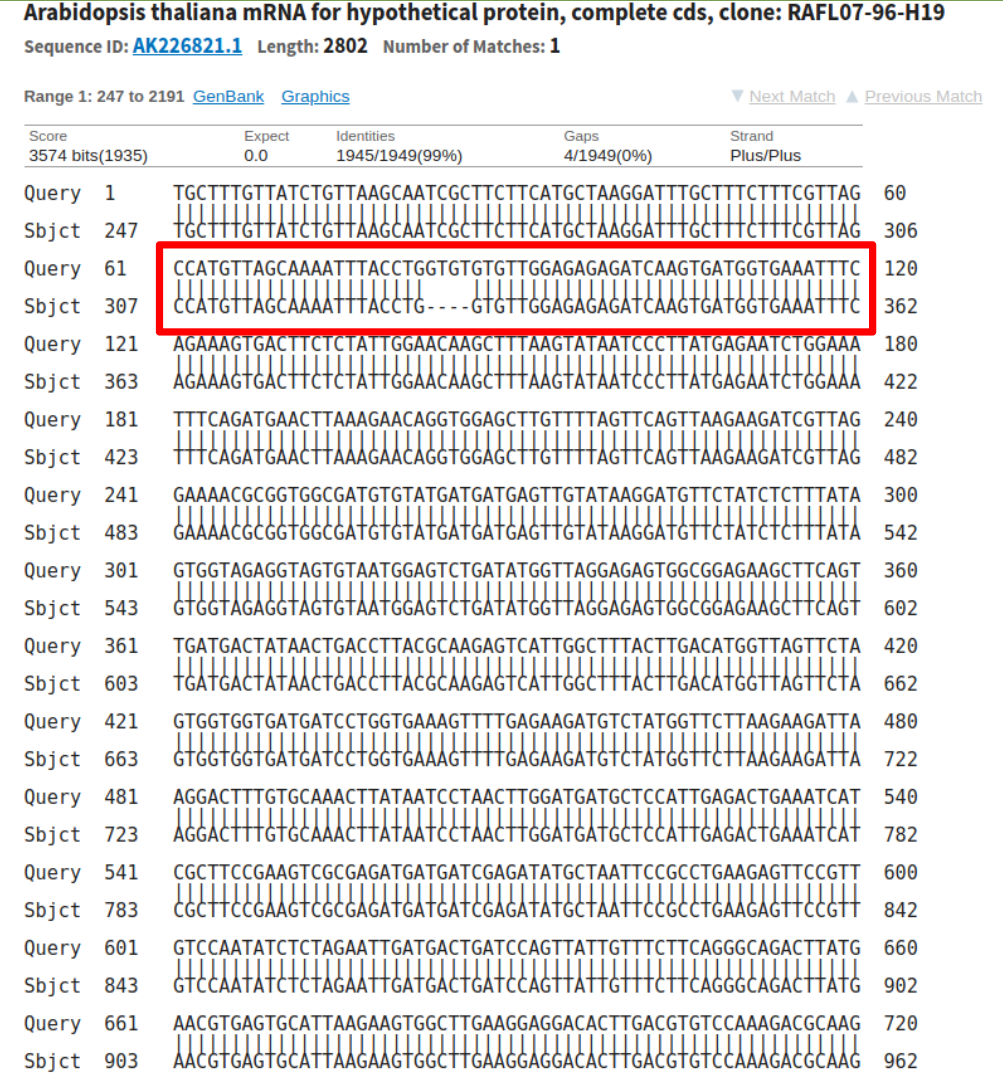 Arabidopsis thaliana mRNA for hypothetical protein, complete cds, clone: RAFL07-96-H19
Sequence ID: AK226821.1 Length: 2802 Number of Matches: 1
Range 1: 247 to 2191 GenBank Graphics ▼ Next Match ▲ Previous Match
Score Expect Identities Gaps Strand
3574 bits(1935) 0.0 1945/1949(99%) 4/1949(0%) Plus/Plus
Query 1 TGCTTTGTTATCTGTTAAGCAATCGCTTCTTCATGCTAAGGATTTGCTTTCTTTCGTTAG 60
||||||||||||||||||||||||||||||||||||||||||||||||||||||||||||
Sbjct 247 TGCTTTGTTATCTGTTAAGCAATCGCTTCTTCATGCTAAGGATTTGCTTTCTTTCGTTAG 306
Query 61 CCATGTTAGCAAAATTTACCTGGTGTGTGTTGGAGAGAGATCAAGTGATGGTGAAATTTC 120
|||||||||||||||||||||| ||||||||||||||||||||||||||||||||||
Sbjct 307 CCATGTTAGCAAAATTTACCTG----GTGTTGGAGAGAGATCAAGTGATGGTGAAATTTC 362
Query 121 AGAAAGTGACTTCTCTATTGGAACAAGCTTTAAGTATAATCCCTTATGAGAATCTGGAAA 180
||||||||||||||||||||||||||||||||||||||||||||||||||||||||||||
Sbjct 363 AGAAAGTGACTTCTCTATTGGAACAAGCTTTAAGTATAATCCCTTATGAGAATCTGGAAA 422
Query 181 TTTCAGATGAACTTAAAGAACAGGTGGAGCTTGTTTTAGTTCAGTTAAGAAGATCGTTAG 240
||||||||||||||||||||||||||||||||||||||||||||||||||||||||||||
Sbjct 423 TTTCAGATGAACTTAAAGAACAGGTGGAGCTTGTTTTAGTTCAGTTAAGAAGATCGTTAG 482
Query 241 GAAAACGCGGTGGCGATGTGTATGATGATGAGTTGTATAAGGATGTTCTATCTCTTTATA 300
||||||||||||||||||||||||||||||||||||||||||||||||||||||||||||
Sbjct 483 GAAAACGCGGTGGCGATGTGTATGATGATGAGTTGTATAAGGATGTTCTATCTCTTTATA 542
Query 301 GTGGTAGAGGTAGTGTAATGGAGTCTGATATGGTTAGGAGAGTGGCGGAGAAGCTTCAGT 360
||||||||||||||||||||||||||||||||||||||||||||||||||||||||||||
Sbjct 543 GTGGTAGAGGTAGTGTAATGGAGTCTGATATGGTTAGGAGAGTGGCGGAGAAGCTTCAGT 602
Query 361 TGATGACTATAACTGACCTTACGCAAGAGTCATTGGCTTTACTTGACATGGTTAGTTCTA 420
||||||||||||||||||||||||||||||||||||||||||||||||||||||||||||
Sbjct 603 TGATGACTATAACTGACCTTACGCAAGAGTCATTGGCTTTACTTGACATGGTTAGTTCTA 662
Query 421 GTGGTGGTGATGATCCTGGTGAAAGTTTTGAGAAGATGTCTATGGTTCTTAAGAAGATTA 480
||||||||||||||||||||||||||||||||||||||||||||||||||||||||||||
Sbjct 663 GTGGTGGTGATGATCCTGGTGAAAGTTTTGAGAAGATGTCTATGGTTCTTAAGAAGATTA 722
Query 481 AGGACTTTGTGCAAACTTATAATCCTAACTTGGATGATGCTCCATTGAGACTGAAATCAT 540
||||||||||||||||||||||||||||||||||||||||||||||||||||||||||||
Sbjct 723 AGGACTTTGTGCAAACTTATAATCCTAACTTGGATGATGCTCCATTGAGACTGAAATCAT 782
Query 541 CGCTTCCGAAGTCGCGAGATGATGATCGAGATATGCTAATTCCGCCTGAAGAGTTCCGTT 600
||||||||||||||||||||||||||||||||||||||||||||||||||||||||||||
Sbjct 783 CGCTTCCGAAGTCGCGAGATGATGATCGAGATATGCTAATTCCGCCTGAAGAGTTCCGTT 842
Query 601 GTCCAATATCTCTAGAATTGATGACTGATCCAGTTATTGTTTCTTCAGGGCAGACTTATG 660
||||||||||||||||||||||||||||||||||||||||||||||||||||||||||||
Sbjct 843 GTCCAATATCTCTAGAATTGATGACTGATCCAGTTATTGTTTCTTCAGGGCAGACTTATG 902
Query 661 AACGTGAGTGCATTAAGAAGTGGCTTGAAGGAGGACACTTGACGTGTCCAAAGACGCAAG 720
||||||||||||||||||||||||||||||||||||||||||||||||||||||||||||
Sbjct 903 AACGTGAGTGCATTAAGAAGTGGCTTGAAGGAGGACACTTGACGTGTCCAAAGACGCAAG 962